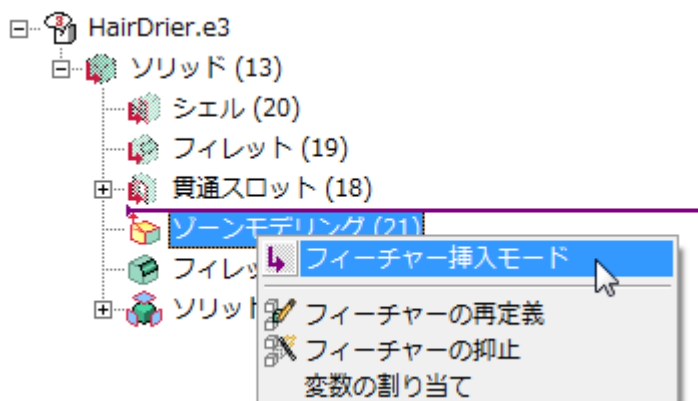 HairDrier.e3
ソリッド (13)
シェル (20)
フィレット (19)
貫通スロット (18)
ゾーンモデリング (21)
フィレッ
ソリット
フィーチャー挿入モード
フィーチャーの再定義
フィーチャーの抑止
変数の割り当て